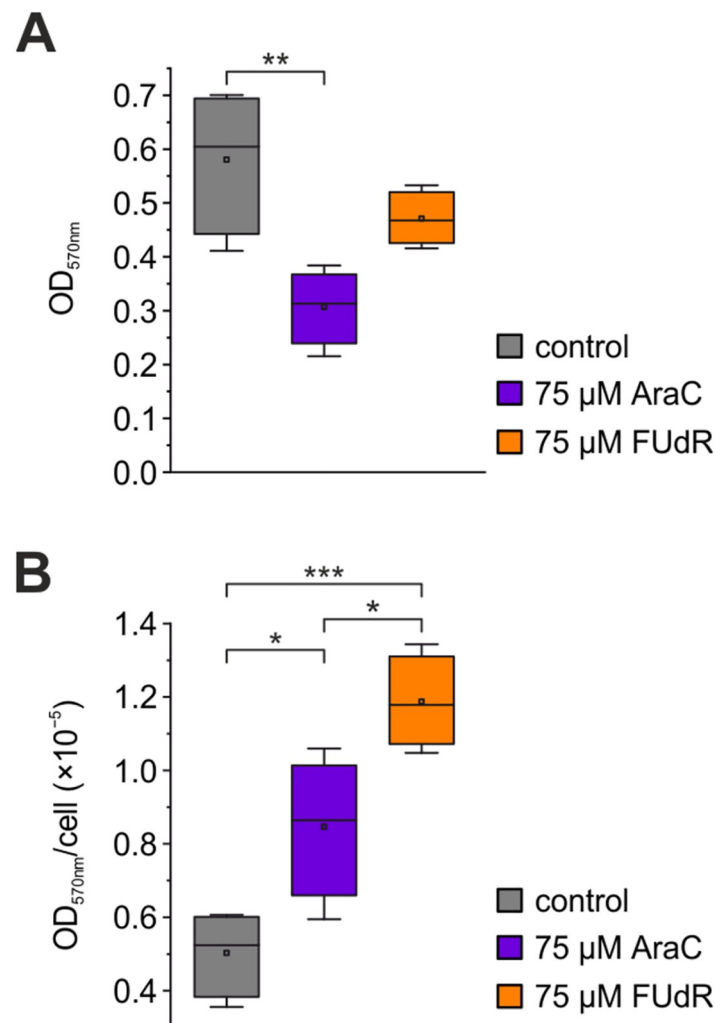 A
**
0.7
0.6
0.5
0.4
0.3
0.2
0.1
0.0
OD570nm
control
75 µM AraC
75 µM FUdR
B
***
*
*
1.4
1.2
1.0
0.8
0.6
0.4
OD570nm/cell (×10−5)
control
75 µM AraC
75 µM FUdR